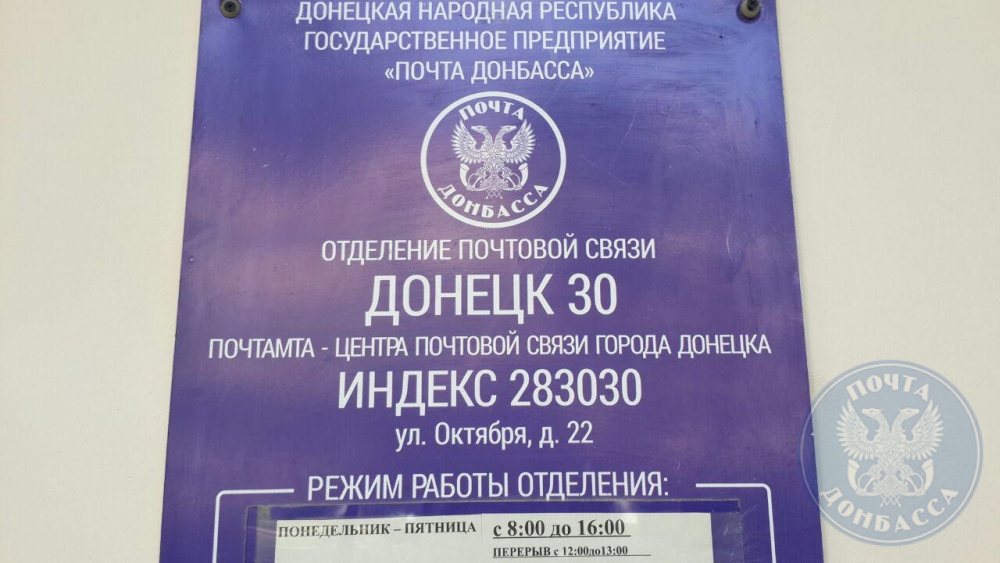 ДОНЕЦКАЯ НАРОДНАЯ РЕСПУБЛИКА
ГОСУДАРСТВЕННОЕ ПРЕДПРИЯТИЕ
«ПОЧТА ДОНБАССА»
ПОЧТА
ДОНБАССА
ОТДЕЛЕНИЕ ПОЧТОВОЙ СВЯЗИ
ДОНЕЦК 30
ПОЧТАМТА - ЦЕНТРА ПОЧТОВОЙ СВЯЗИ ГОРОДА ДОНЕЦКА
ИНДЕКС 283030
ул. Октября, д. 22
РЕЖИМ РАБОТЫ ОТДЕЛЕНИЯ:
ПОНЕДЕЛЬНИК – ПЯТНИЦА с 8:00 до 16:00
ПЕРЕРЫВ с 12:00до13:00
ПОЧТА
ДОНБАССА